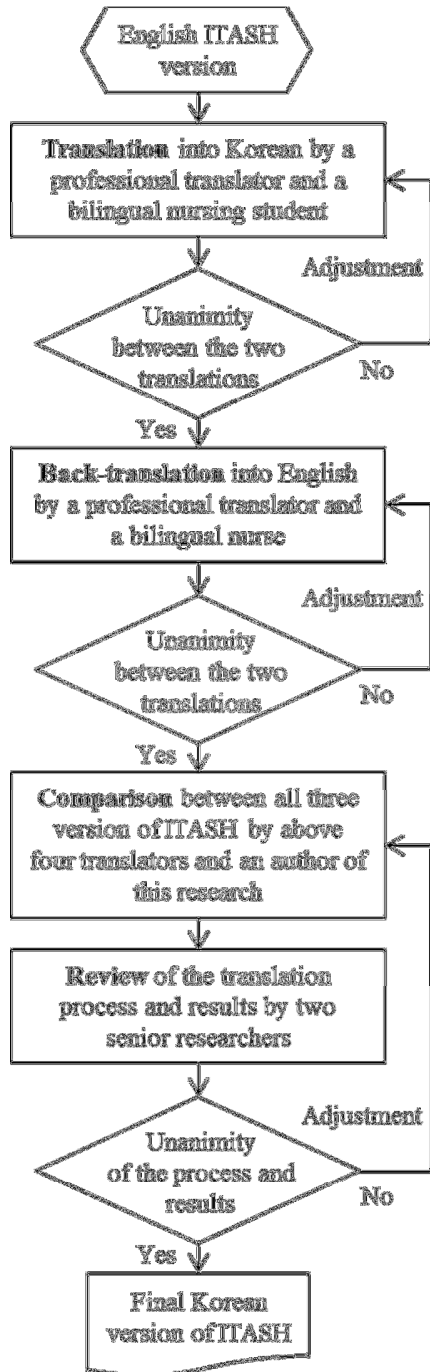 English ITASH
version
Translation into Korean by a
professional translator and a
bilingual nursing student
Adjustment
Unanimity
between the two
translations
No
Yes
Back-translation into English
by a professional translator and
a bilingual nurse
Adjustment
Unanimity
between the two
translations
No
Yes
Comparison between all three
version of ITASH by above
four translators and an author of
this research
Review of the translation
process and results by two
senior researchers
Adjustment
Unanimity
of the process and
results
No
Yes
Final Korean
version of ITASH